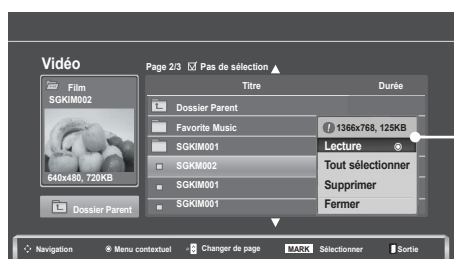 Vidéo
Page 2/3 ☑ Pas de sélection ▲
Film
SGKIM002
640x480, 720KB
Dossier Parent
Titre Durée
Dossier Parent
Favorite Music
SGKIM001
SGKM002
SGKIM001
SGKIM001
1366x768, 125KB
Lecture ◉
Tout sélectionner
Supprimer
Fermer
▼
Navigation ◉ Menu contextuel Changer de page MARK Sélectionner Sortie